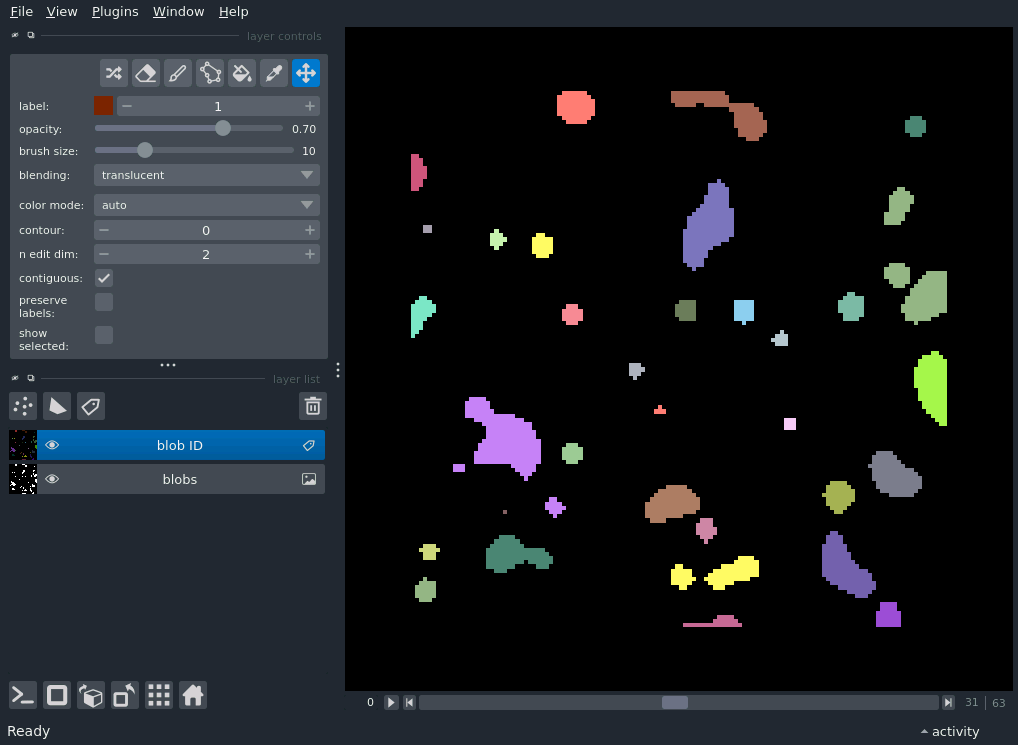 File View Plugins Window Help
layer controls
label: 1
opacity: 0.70
brush size: 10
blending: translucent
color mode: auto
contour: 0
n edit dim: 2
contiguous:
preserve
labels:
show
selected:
layer list
blob ID
blobs
0 31 63
Ready activity